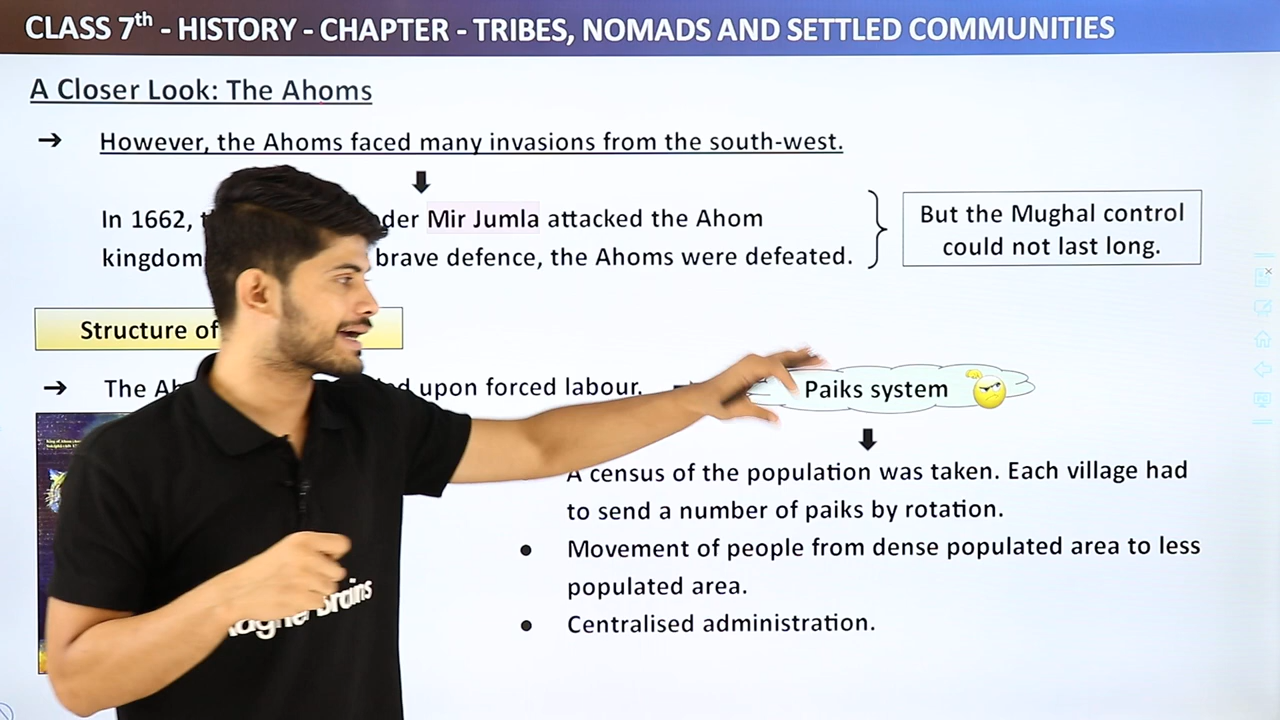 CLASS 7th - HISTORY - CHAPTER - TRIBES, NOMADS AND SETTLED COMMUNITIES
A Closer Look: The Ahoms
→ However, the Ahoms faced many invasions from the south-west.
In 1662, Mir Jumla attacked the Ahom
kingdom brave defence, the Ahoms were defeated.
But the Mughal control
could not last long.
Structure of
→ The upon forced labour.
Paiks system
A census of the population was taken. Each village had
to send a number of paiks by rotation.
● Movement of people from dense populated area to less
populated area.
● Centralised administration.
Brains